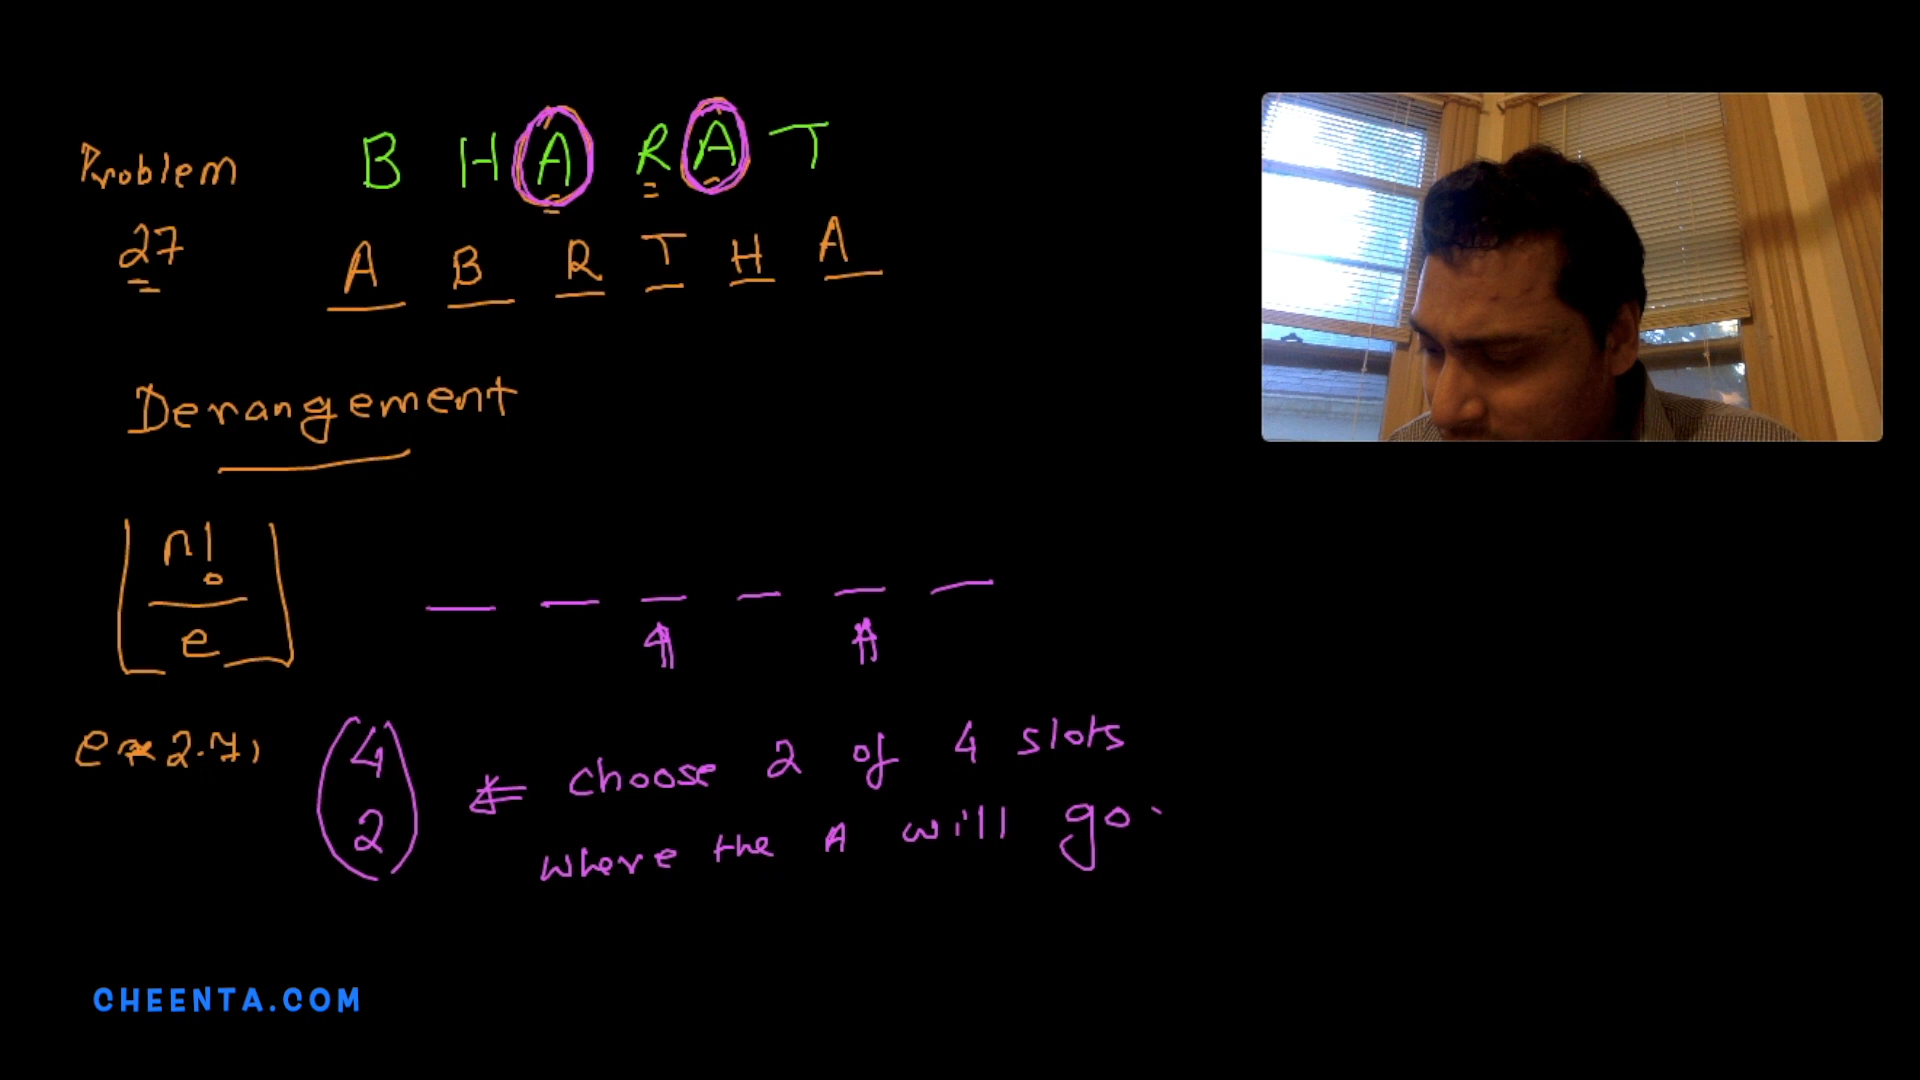 Problem
27
B H A R A T
A B R T H A
Derangement
n!
e
A A
e≈2.71
4
2
⇐ choose 2 of 4 slots
where the A will go.
CHEENTA.COM